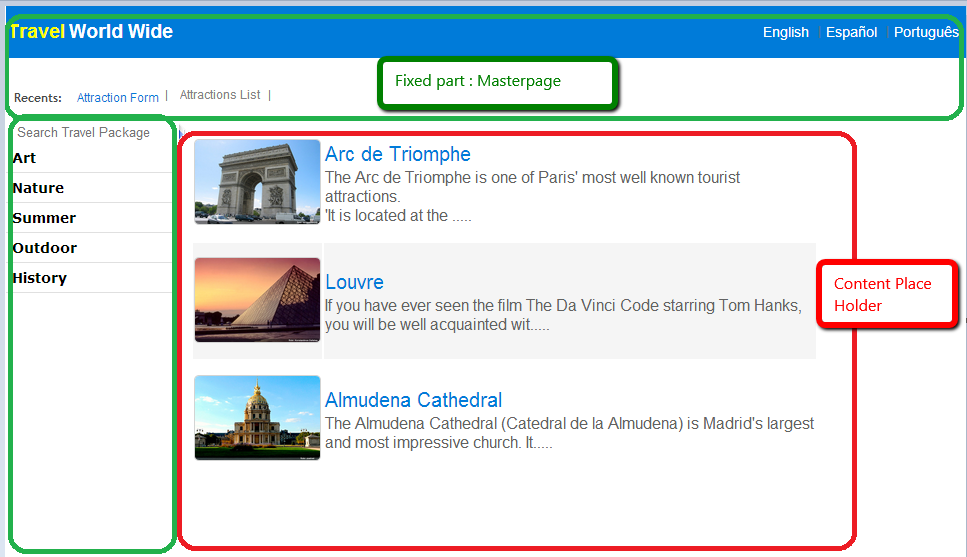 Travel World Wide
English | Español | Português
Fixed part : Masterpage
Recents: Attraction Form | Attractions List |
Search Travel Package
Art
Nature
Summer
Outdoor
History
Arc de Triomphe
The Arc de Triomphe is one of Paris' most well known tourist
attractions.
'It is located at the .....
Louvre
If you have ever seen the film The Da Vinci Code starring Tom Hanks,
you will be well acquainted wit.....
Content Place
Holder
Almudena Cathedral
The Almudena Cathedral (Catedral de la Almudena) is Madrid's largest
and most impressive church. It.....